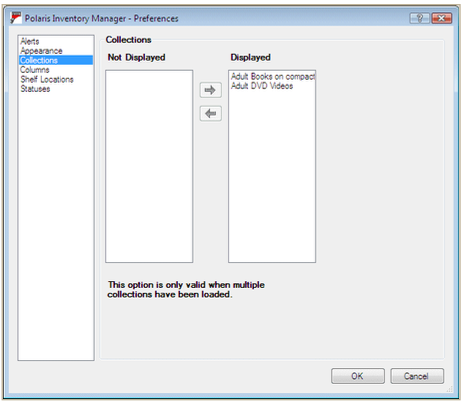 Polaris Inventory Manager - Preferences
Alerts
Appearance
Collections
Columns
Shelf Locations
Statuses
Collections
Not Displayed
Displayed
Adult Books on compact
Adult DVD Videos
This option is only valid when multiple
collections have been loaded.
OK
Cancel